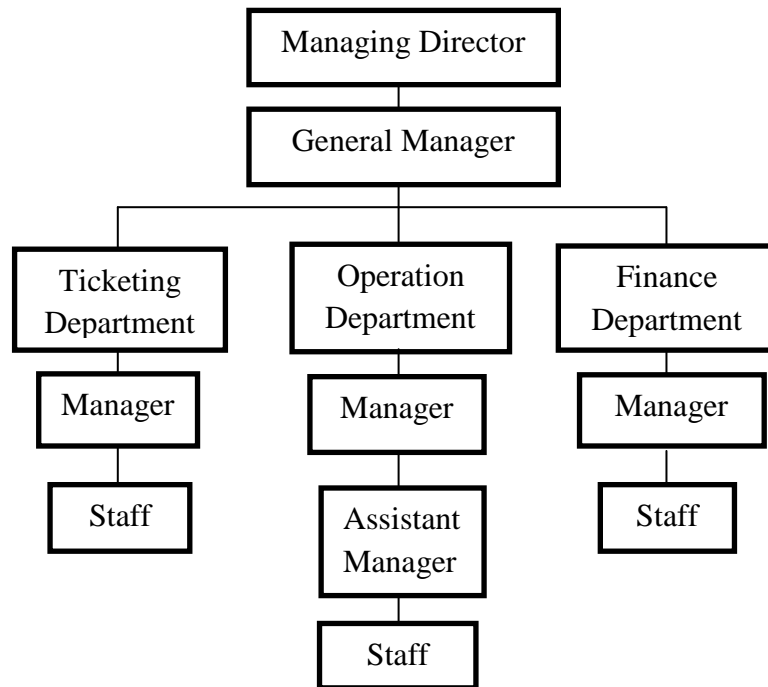 Managing Director
General Manager
Ticketing
Department
Operation
Department
Finance
Department
Manager
Manager
Manager
Staff
Assistant
Manager
Staff
Staff